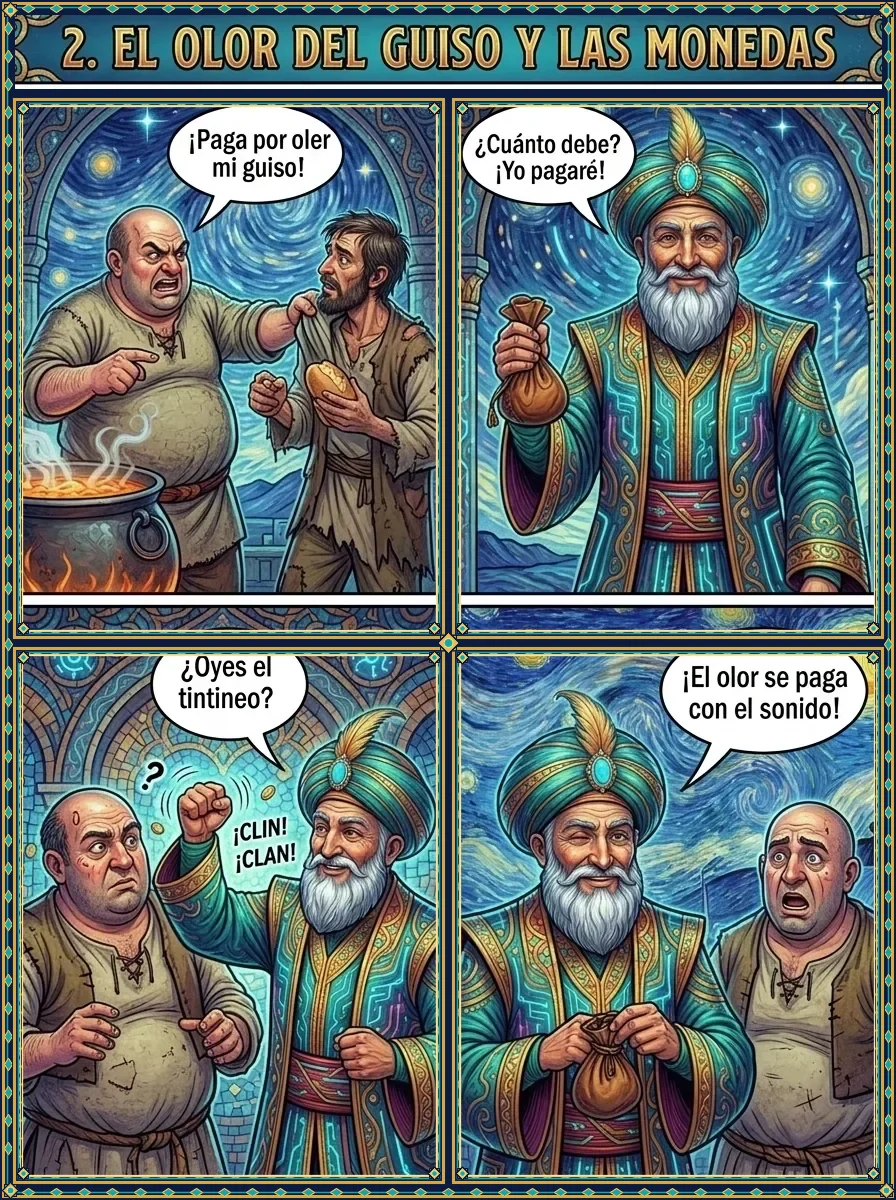 2. EL OLOR DEL GUISO Y LAS MONEDAS
¡Paga por oler
mi guiso!
¿Cuánto debe?
¡Yo pagaré!
¿Oyes el
tintineo?
?
¡CLIN!
¡CLAN!
¡El olor se paga
con el sonido!